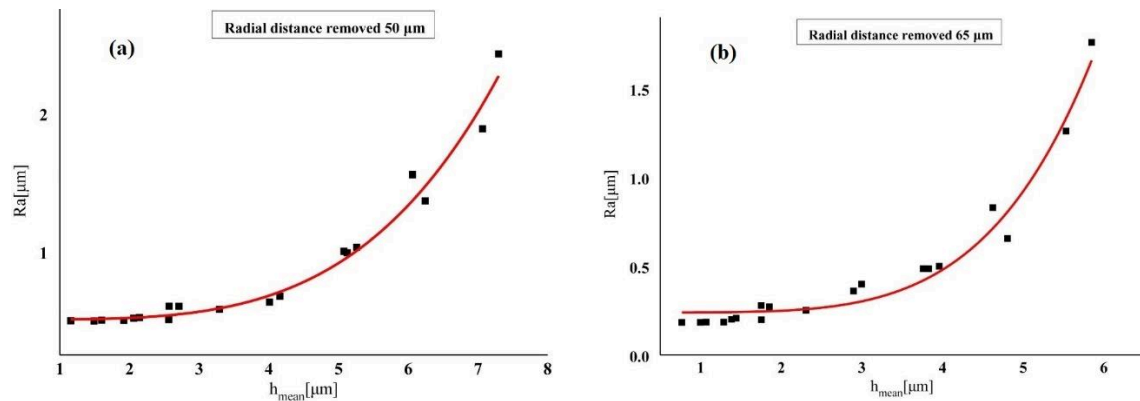 Radial distance removed 50 μm
(a)
2
1
Ra[μm]
1 2 3 4 5 6 7 8
hmean[μm]
Radial distance removed 65 μm
(b)
1.5
1.0
0.5
0.0
Ra[μm]
1 2 3 4 5 6
hmean[μm]